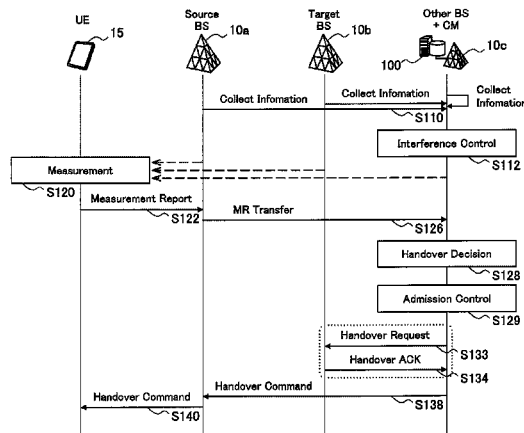 UE
Source
BS
Target
BS
Other BS
+ CM
15
10a
10b
100
10c
Collect Infomation
Collect Infomation
Collect
Infomation
S110
Interference Control
S112
Measurement
S120
Measurement Report
S122
MR Transfer
S126
Handover Decision
S128
Admission Control
S129
Handover Request
S133
Handover ACK
S134
Handover Command
S138
Handover Command
S140